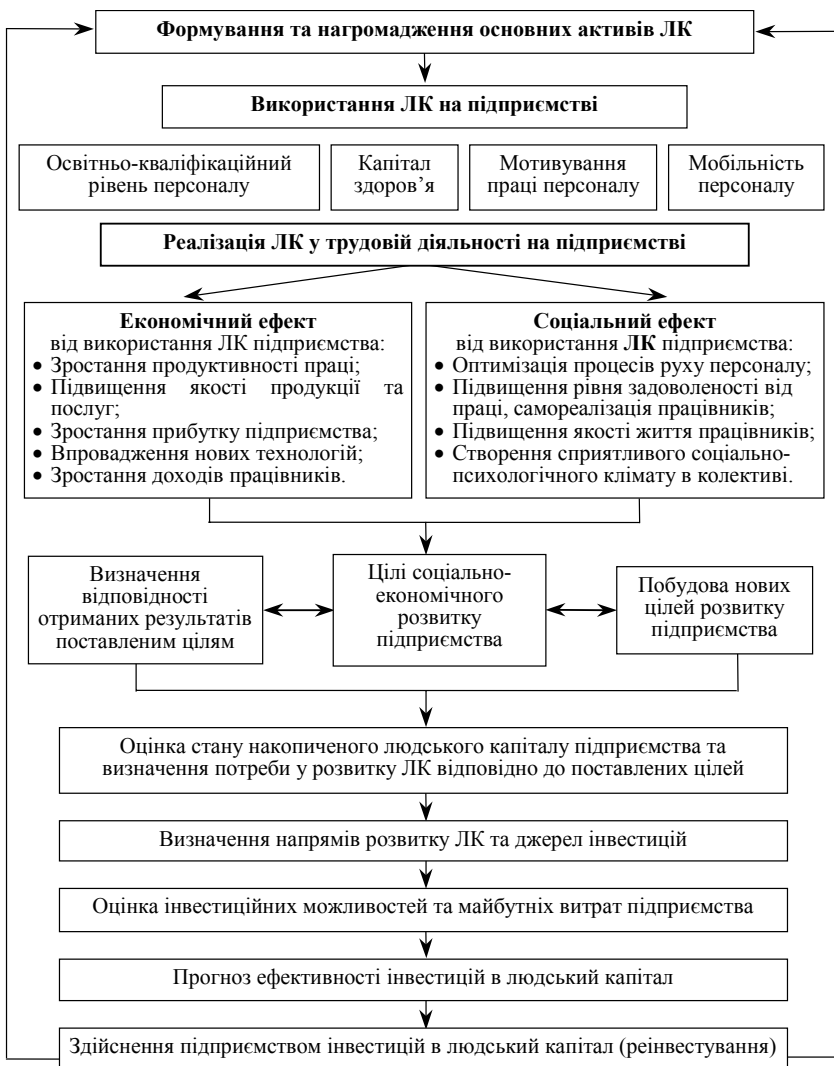 Формування та нагромадження основних активів ЛК
Використання ЛК на підприємстві
Освітньо-кваліфікаційний
рівень персоналу
Капітал
здоров’я
Мотивування
праці персоналу
Мобільність
персоналу
Реалізація ЛК у трудовій діяльності на підприємстві
Економічний ефект
від використання ЛК підприємства:
• Зростання продуктивності праці;
• Підвищення якості продукції та
послуг;
• Зростання прибутку підприємства;
• Впровадження нових технологій;
• Зростання доходів працівників.
Соціальний ефект
від використання ЛК підприємства:
• Оптимізація процесів руху персоналу;
• Підвищення рівня задоволеності від
праці, самореалізація працівників;
• Підвищення якості життя працівників;
• Створення сприятливого соціально-
психологічного клімату в колективі.
Визначення
відповідності
отриманих результатів
поставленим цілям
Цілі соціально-
економічного
розвитку
підприємства
Побудова нових
цілей розвитку
підприємства
Оцінка стану накопиченого людського капіталу підприємства та
визначення потреби у розвитку ЛК відповідно до поставлених цілей
Визначення напрямів розвитку ЛК та джерел інвестицій
Оцінка інвестиційних можливостей та майбутніх витрат підприємства
Прогноз ефективності інвестицій в людський капітал
Здійснення підприємством інвестицій в людський капітал (реінвестування)